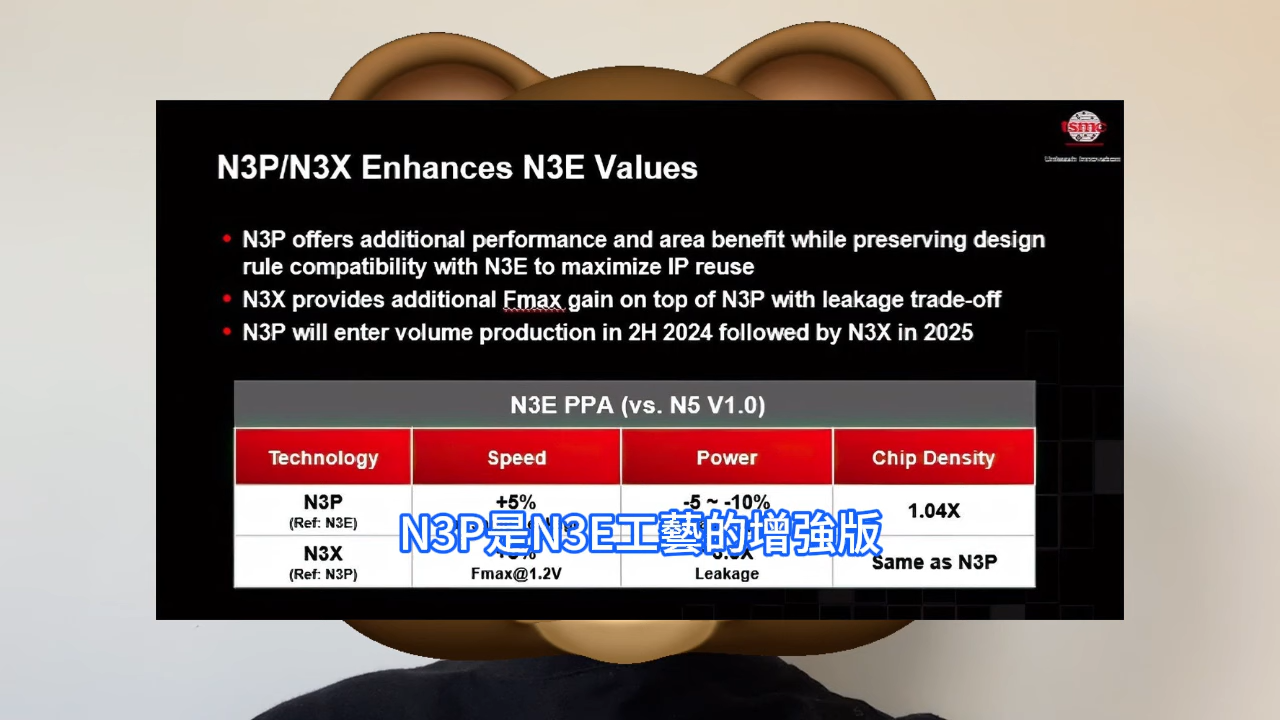 tsmc
N3P/N3X Enhances N3E Values
• N3P offers additional performance and area benefit while preserving design
rule compatibility with N3E to maximize IP reuse
• N3X provides additional Fmax gain on top of N3P with leakage trade-off
• N3P will enter volume production in 2H 2024 followed by N3X in 2025
N3E PPA (vs. N5 V1.0)
Technology Speed Power Chip Density
N3P +5% -5 ~ -10% 1.04X
(Ref: N3E)
N3P是N3E工藝的增強版
N3X Same as N3P
(Ref: N3P) Fmax@1.2V Leakage